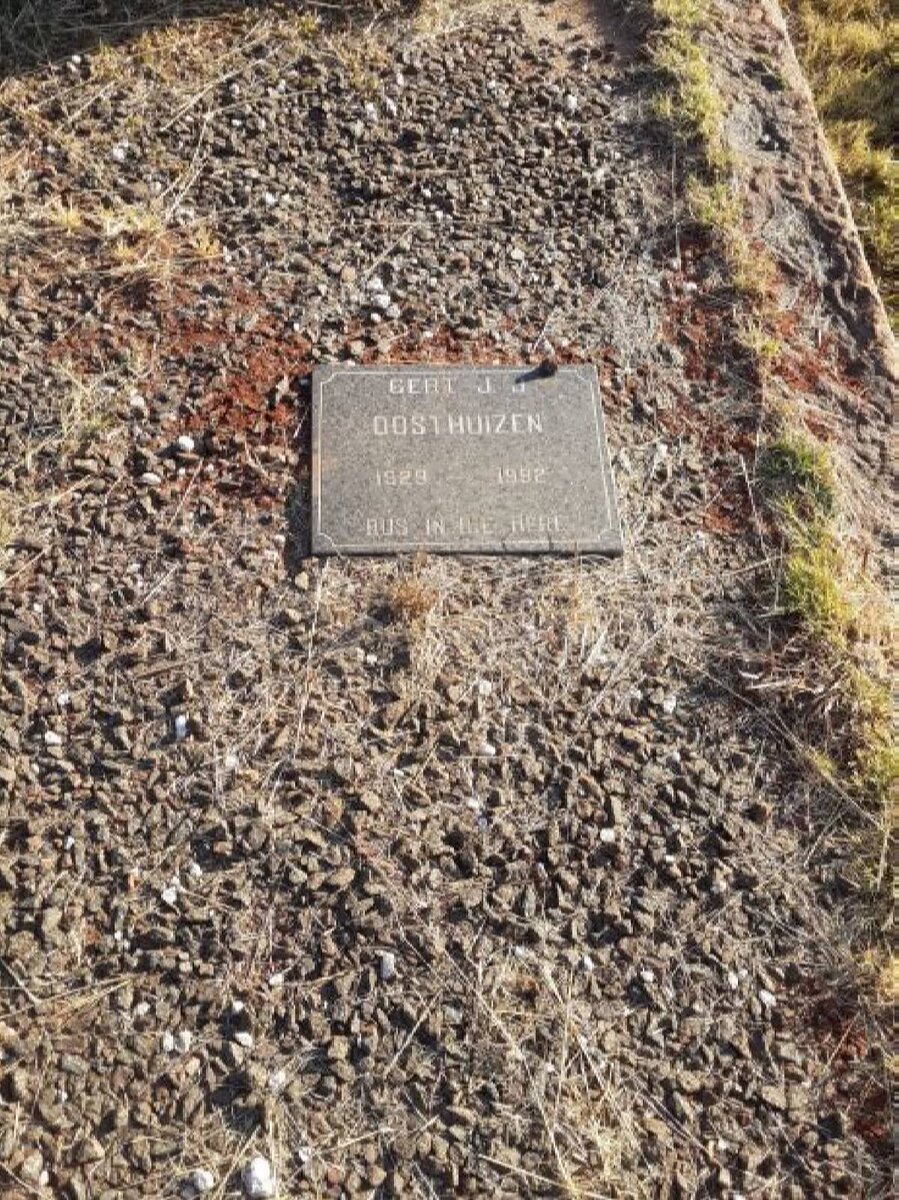 GERT J
OOSTHUIZEN
1929 — 1992
RUS IN DIE HERE